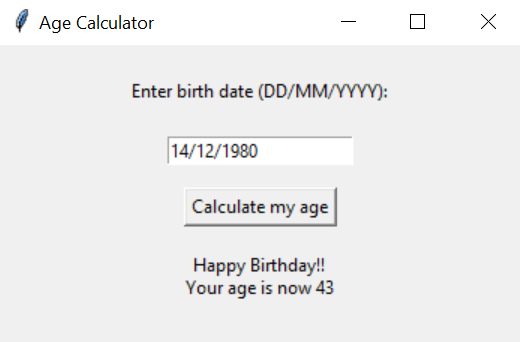 Age Calculator
Enter birth date (DD/MM/YYYY):
14/12/1980
Calculate my age
Happy Birthday!!
Your age is now 43